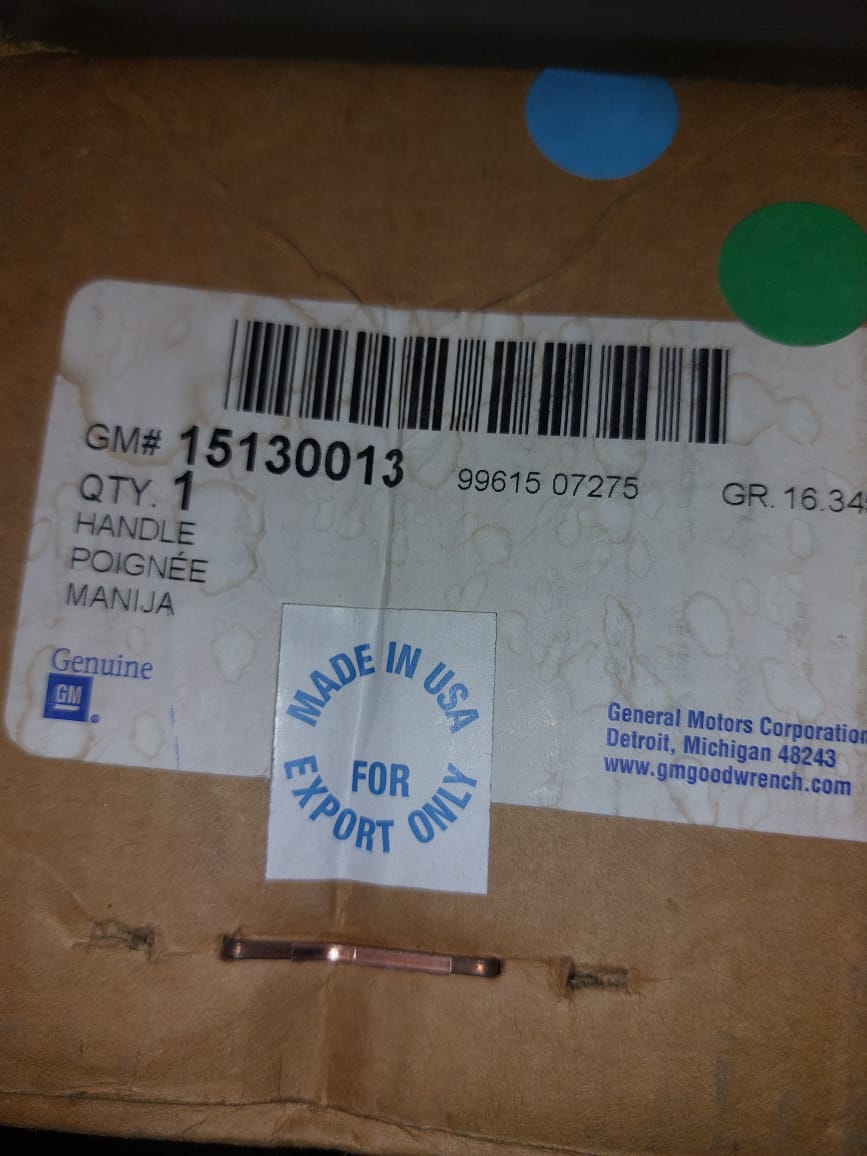 GM# 15130013
99615 07275
GR. 16.34
QTY. 1
HANDLE
POIGNÉE
MANIJA
Genuine
GM
®
MADE IN USA
FOR
EXPORT ONLY
General Motors Corporation
Detroit, Michigan 48243
www.gmgoodwrench.com